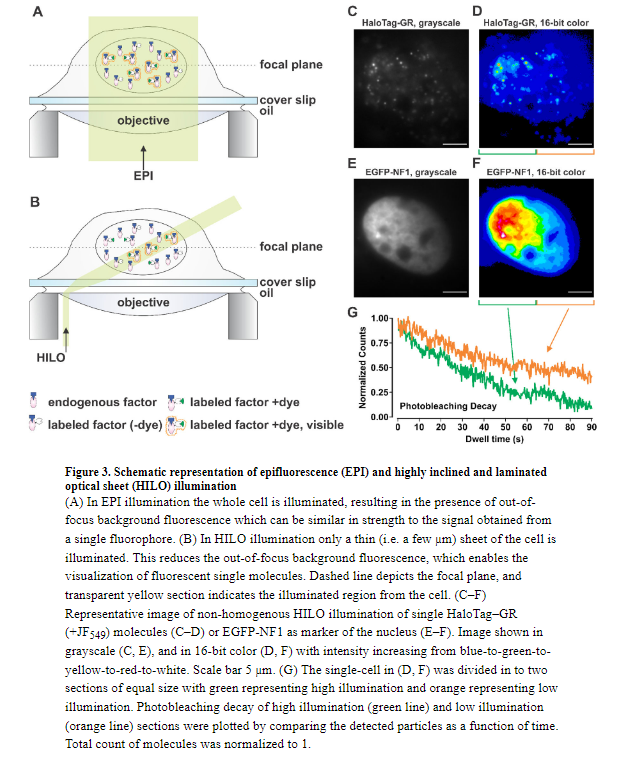 A
focal plane
cover slip
oil
objective
EPI
B
focal plane
cover slip
oil
objective
HILO
endogenous factor
labeled factor +dye
labeled factor (-dye)
labeled factor +dye, visible
C
HaloTag-GR, grayscale
D
HaloTag-GR, 16-bit color
E
EGFP-NF1, grayscale
F
EGFP-NF1, 16-bit color
G
Normalized Counts
1.00
0.75
0.50
0.25
0.00
Photobleaching Decay
0 10 20 30 40 50 60 70 80 90
Dwell time (s)
Figure 3. Schematic representation of epifluorescence (EPI) and highly inclined and laminated
optical sheet (HILO) illumination
(A) In EPI illumination the whole cell is illuminated, resulting in the presence of out-of-
focus background fluorescence which can be similar in strength to the signal obtained from
a single fluorophore. (B) In HILO illumination only a thin (i.e. a few μm) sheet of the cell is
illuminated. This reduces the out-of-focus background fluorescence, which enables the
visualization of fluorescent single molecules. Dashed line depicts the focal plane, and
transparent yellow section indicates the illuminated region from the cell. (C–F)
Representative image of non-homogenous HILO illumination of single HaloTag–GR
(+JF549) molecules (C–D) or EGFP-NF1 as marker of the nucleus (E–F). Image shown in
grayscale (C, E), and in 16-bit color (D, F) with intensity increasing from blue-to-green-to-
yellow-to-red-to-white. Scale bar 5 μm. (G) The single-cell in (D, F) was divided in to two
sections of equal size with green representing high illumination and orange representing low
illumination. Photobleaching decay of high illumination (green line) and low illumination
(orange line) sections were plotted by comparing the detected particles as a function of time.
Total count of molecules was normalized to 1.